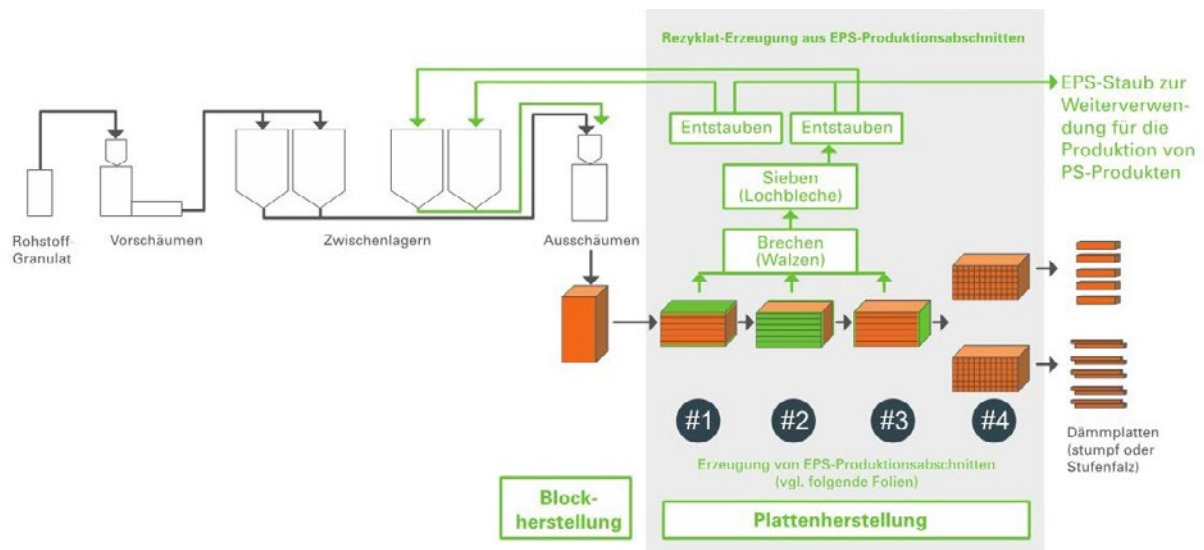 Rezyklat-Erzeugung aus EPS-Produktionsabschnitten
EPS-Staub zur
Weiterverwen-
dung für die
Produktion von
PS-Produkten
Entstauben
Entstauben
Sieben
(Lochbleche)
Brechen
(Walzen)
Rohstoff-
Granulat
Vorschäumen
Zwischenlagern
Ausschäumen
#1
#2
#3
#4
Dämmplatten
(stumpf oder
Stufenfalz)
Erzeugung von EPS-Produktionsabschnitten
(vgl. folgende Folien)
Block-
herstellung
Plattenherstellung